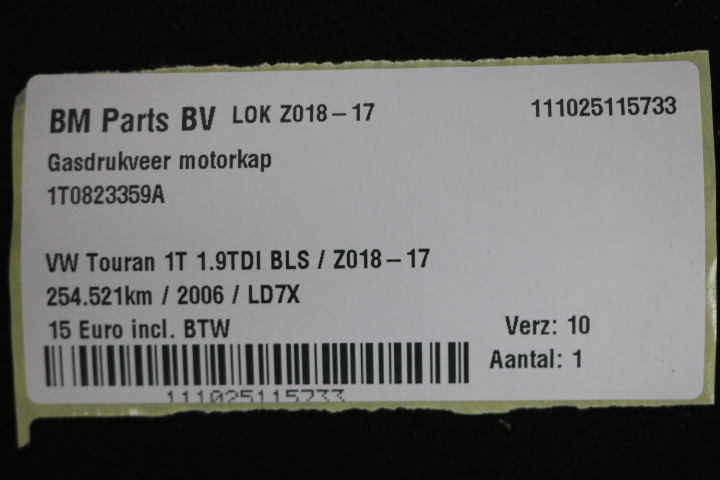 BM Parts BV LOK Z018-17 111025115733
Gasdrukveer motorkap
1T0823359A
VW Touran 1T 1.9TDI BLS / Z018-17
254.521km / 2006 / LD7X
15 Euro incl. BTW Verz: 10
Aantal: 1
111025115733